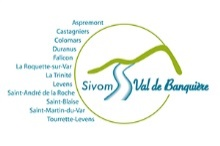 Aspremont
Castagniers
Colomars
Duranus
Falicon
La Roquette-sur-Var
La Trinité
Levens
Saint-André de la Roche
Saint-Blaise
Saint-Martin-du-Var
Tourrette-Levens
Sivom Val de Banquière